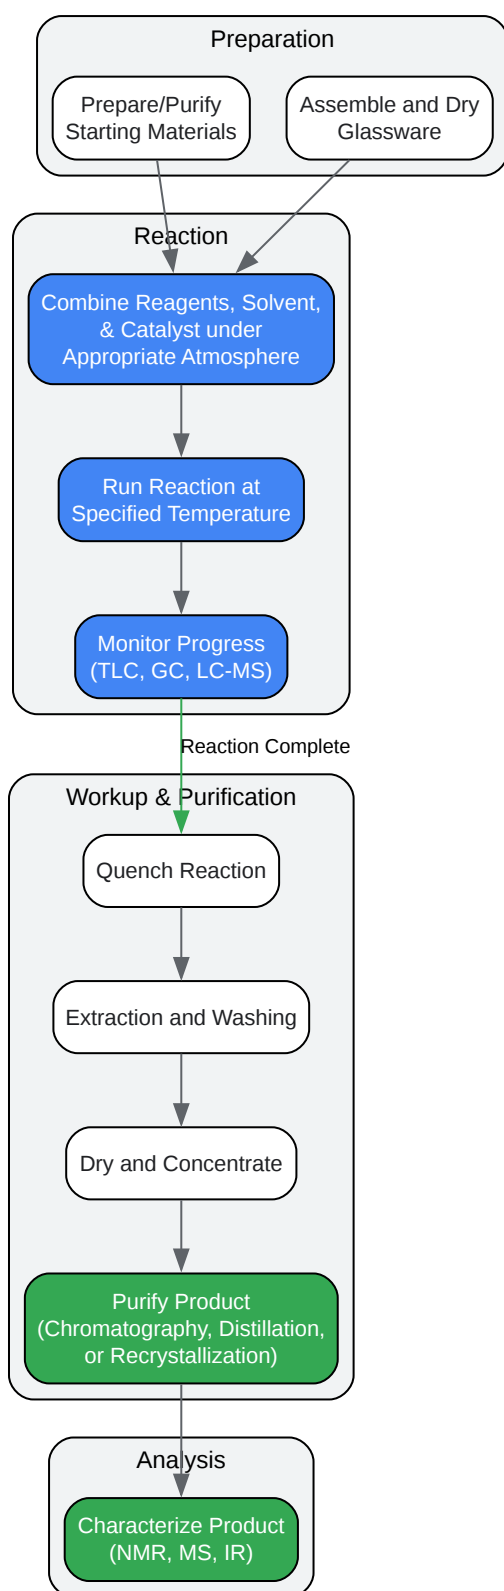 Preparation
Prepare/Purify
Starting Materials
Assemble and Dry
Glassware
Reaction
Combine Reagents, Solvent,
& Catalyst under
Appropriate Atmosphere
Run Reaction at
Specified Temperature
Monitor Progress
(TLC, GC, LC-MS)
Reaction Complete
Workup & Purification
Quench Reaction
Extraction and Washing
Dry and Concentrate
Purify Product
(Chromatography, Distillation,
or Recrystallization)
Analysis
Characterize Product
(NMR, MS, IR)